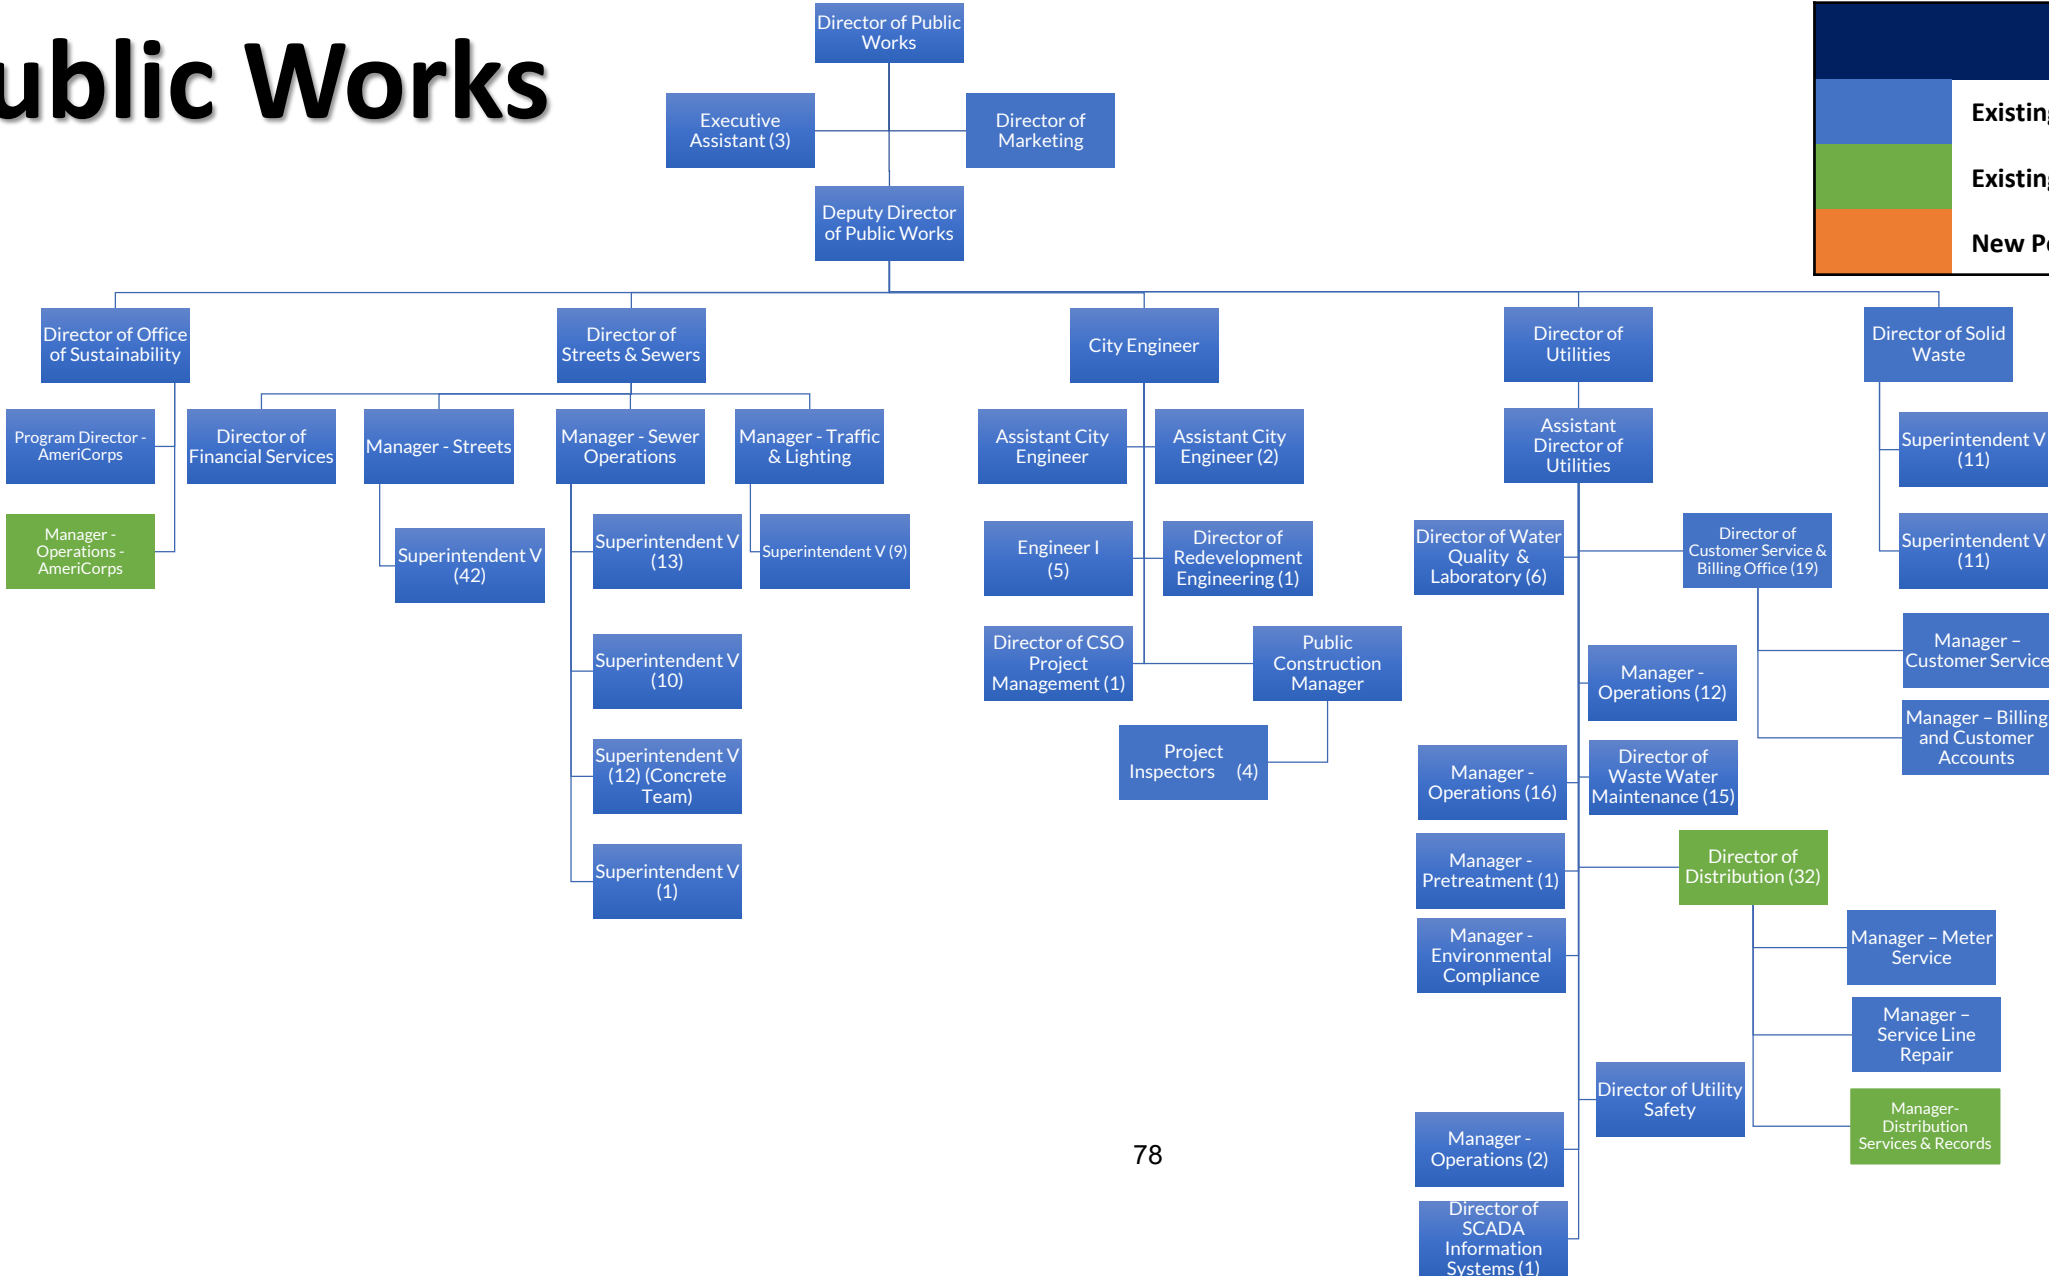 ublic Works
Director of Public
Works
Executive
Assistant (3)
Director of
Marketing
Deputy Director
of Public Works
Existing
Existing
New
Director of Office
of Sustainability
Director of
Streets & Sewers
City Engineer
Director of
Utilities
Director of Solid
Waste
Program Director -
AmeriCorps
Manager -
Operations -
AmeriCorps
Director of
Financial Services
Manager - Streets
Manager - Sewer
Operations
Manager - Traffic
& Lighting
Superintendent V
(42)
Superintendent V
(13)
Superintendent V (9)
Superintendent V
(10)
Superintendent V
(12) (Concrete
Team)
Superintendent V
(1)
Assistant City
Engineer
Assistant City
Engineer (2)
Engineer I
(5)
Director of
Redevelopment
Engineering (1)
Director of CSO
Project
Management (1)
Public
Construction
Manager
Project
Inspectors (4)
Assistant
Director of
Utilities
Director of Water
Quality &
Laboratory (6)
Director of
Customer Service &
Billing Office (19)
Manager -
Operations (12)
Manager -
Operations (16)
Director of
Waste Water
Maintenance (15)
Manager -
Pretreatment (1)
Director of
Distribution (32)
Manager -
Environmental
Compliance
Director of Utility
Safety
Manager -
Operations (2)
Director of
SCADA
Information
Systems (1)
Superintendent V
(11)
Superintendent V
(11)
Manager –
Customer Service
Manager – Billing
and Customer
Accounts
Manager – Meter
Service
Manager –
Service Line
Repair
Manager-
Distribution
Services & Records
78